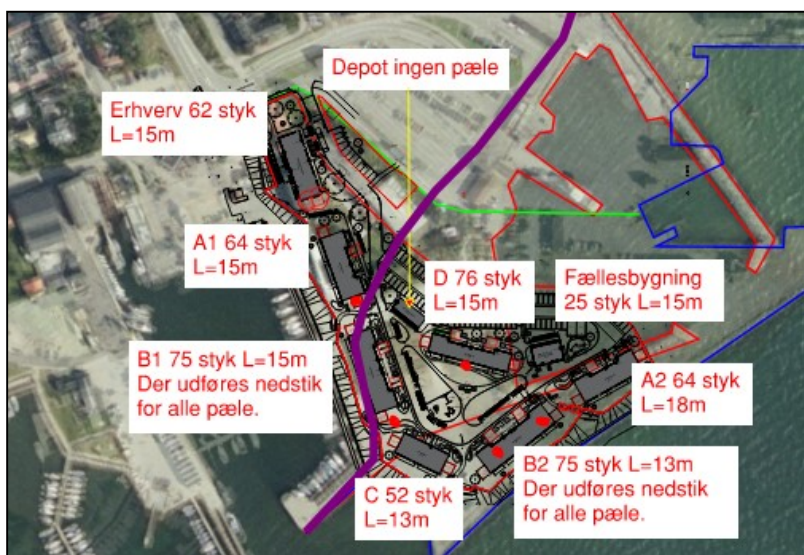 Depot ingen pæle
Erhverv 62 styk
L=15m
A1 64 styk
L=15m
D 76 styk
L=15m
Fællesbygning
25 styk L=15m
B1 75 styk L=15m
Der udføres nedstik
for alle pæle.
A2 64 styk
L=18m
C 52 styk
L=13m
B2 75 styk L=13m
Der udføres nedstik
for alle pæle.